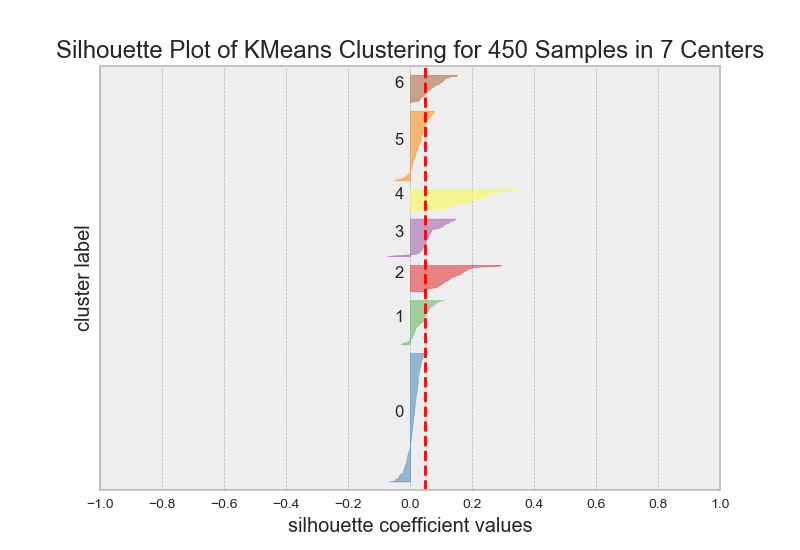 Silhouette Plot of KMeans Clustering for 450 Samples in 7 Centers
6
5
4
3
2
1
0
cluster label
−1.0 −0.8 −0.6 −0.4 −0.2 0.0 0.2 0.4 0.6 0.8 1.0
silhouette coefficient values